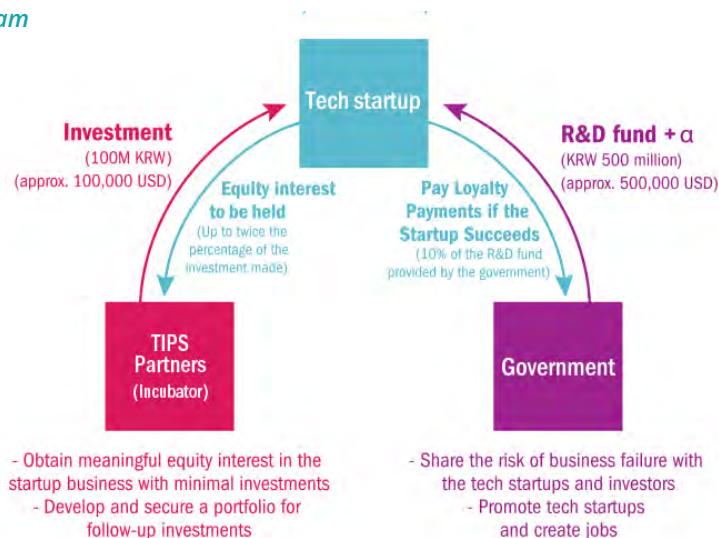 Tech startup
Investment
(100M KRW)
(approx. 100,000 USD)
R&D fund + α
(KRW 500 million)
(approx. 500,000 USD)
Equity interest
to be held
(Up to twice the
percentage of the
investment made)
Pay Loyalty
Payments if the
Startup Succeeds
(10% of the R&D fund
provided by the government)
TIPS
Partners
(Incubator)
Government
- Obtain meaningful equity interest in the
startup business with minimal investments
- Develop and secure a portfolio for
follow-up investments
- Share the risk of business failure with
the tech startups and investors
- Promote tech startups
and create jobs